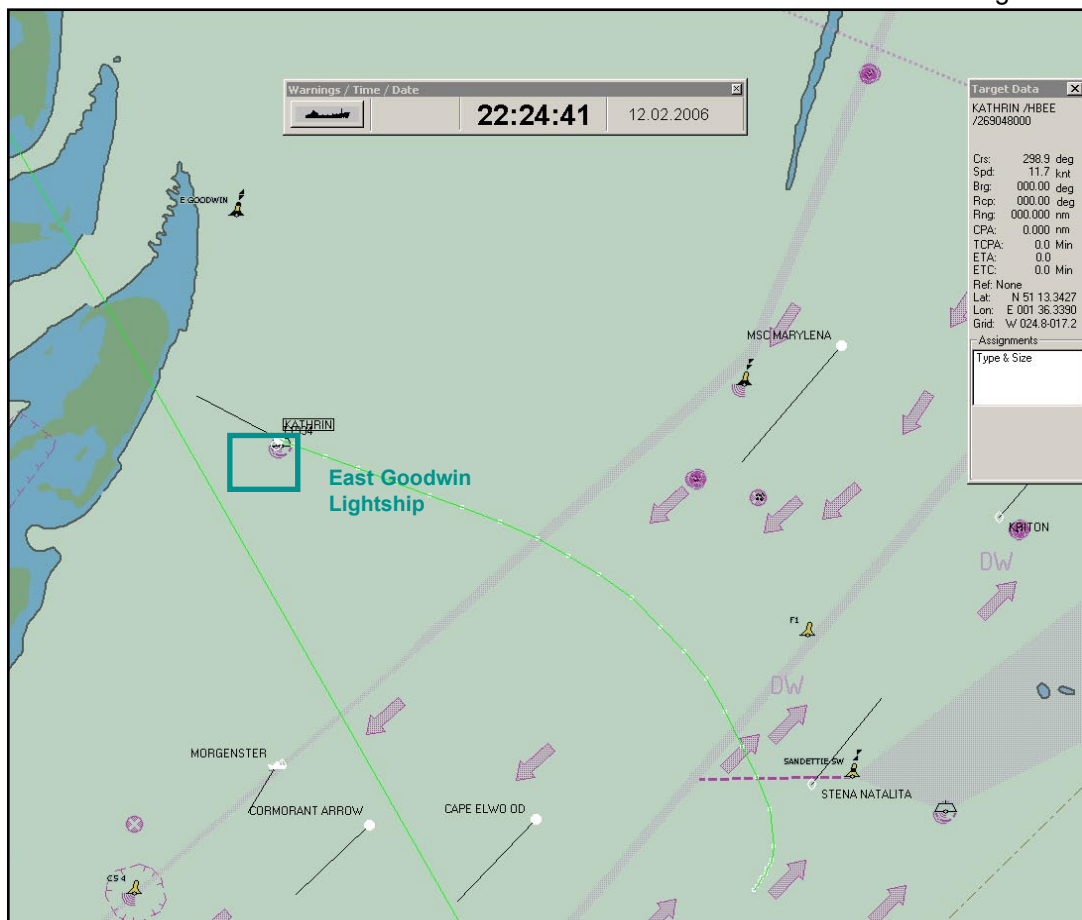 Warnings / Time / Date
22:24:41
12.02.2006
Target Data
KATHRIN /HBEE
/269048000
Crs: 298.9 deg
Spd: 11.7 knt
Brg: 000.00 deg
Rcp: 000.00 deg
Rng: 000.000 nm
CPA: 0.000 nm
TCPA: 0.0 Min
ETA: 0.0
ETC: 0.0 Min
Ref: None
Lat: N 51 13.3427
Lon: E 001 36.3390
Grid: W 024.8-017.2
Assignments
Type & Size
E GOODWIN
MSC MARYLENA
KATHRIN
East Goodwin
Lightship
KRITON
DW
F1
DW
MORGENSTER
SANDETTIE SW
STENA NATALITA
CORMORANT ARROW
CAPE ELWO OD
CS 4